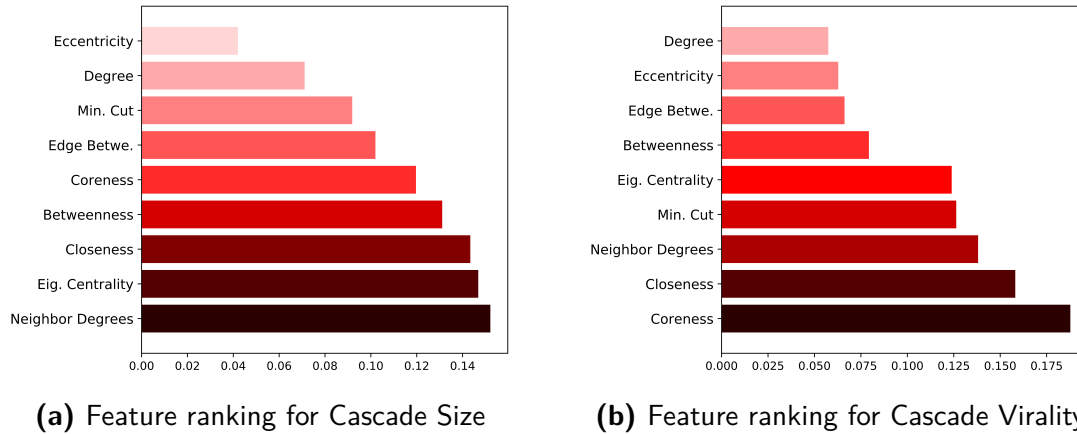 Eccentricity
Degree
Min. Cut
Edge Betwe.
Coreness
Betweenness
Closeness
Eig. Centrality
Neighbor Degrees
0.00 0.02 0.04 0.06 0.08 0.10 0.12 0.14
(a) Feature ranking for Cascade Size
Degree
Eccentricity
Edge Betwe.
Betweenness
Eig. Centrality
Min. Cut
Neighbor Degrees
Closeness
Coreness
0.000 0.025 0.050 0.075 0.100 0.125 0.150 0.175
(b) Feature ranking for Cascade Virality